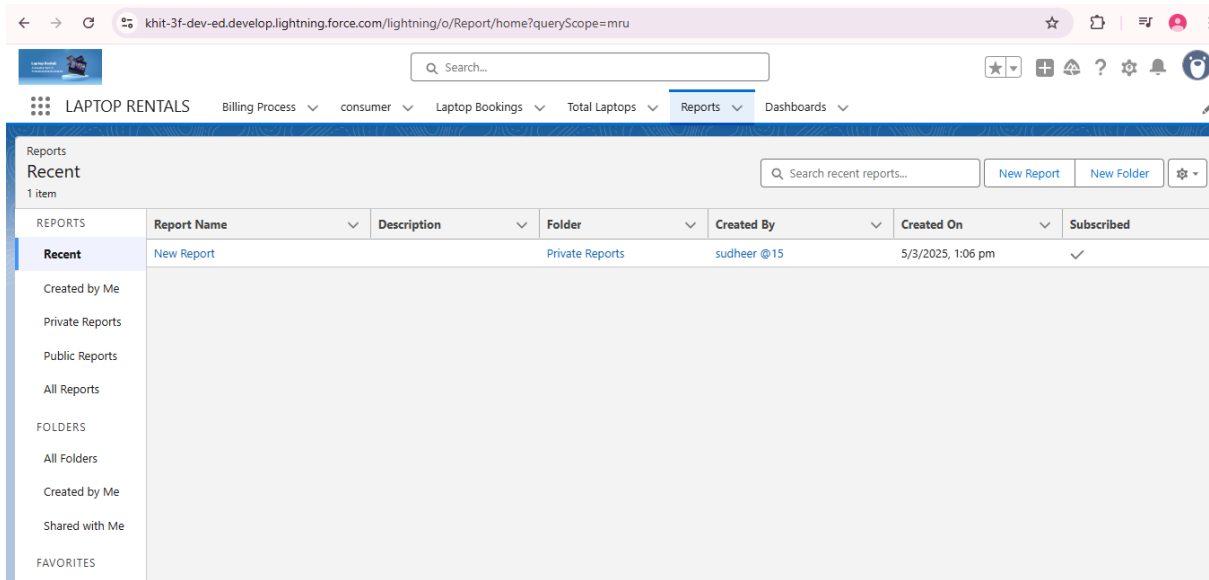 khit-3f-dev-ed.develop.lightning.force.com/lightning/o/Report/home?queryScope=mru
Search...
LAPTOP RENTALS Billing Process consumer Laptop Bookings Total Laptops Reports Dashboards
Reports
Recent
1 item
Search recent reports... New Report New Folder
REPORTS Report Name Description Folder Created By Created On Subscribed
Recent New Report Private Reports sudheer @15 5/3/2025, 1:06 pm
Created by Me
Private Reports
Public Reports
All Reports
FOLDERS
All Folders
Created by Me
Shared with Me
FAVORITES